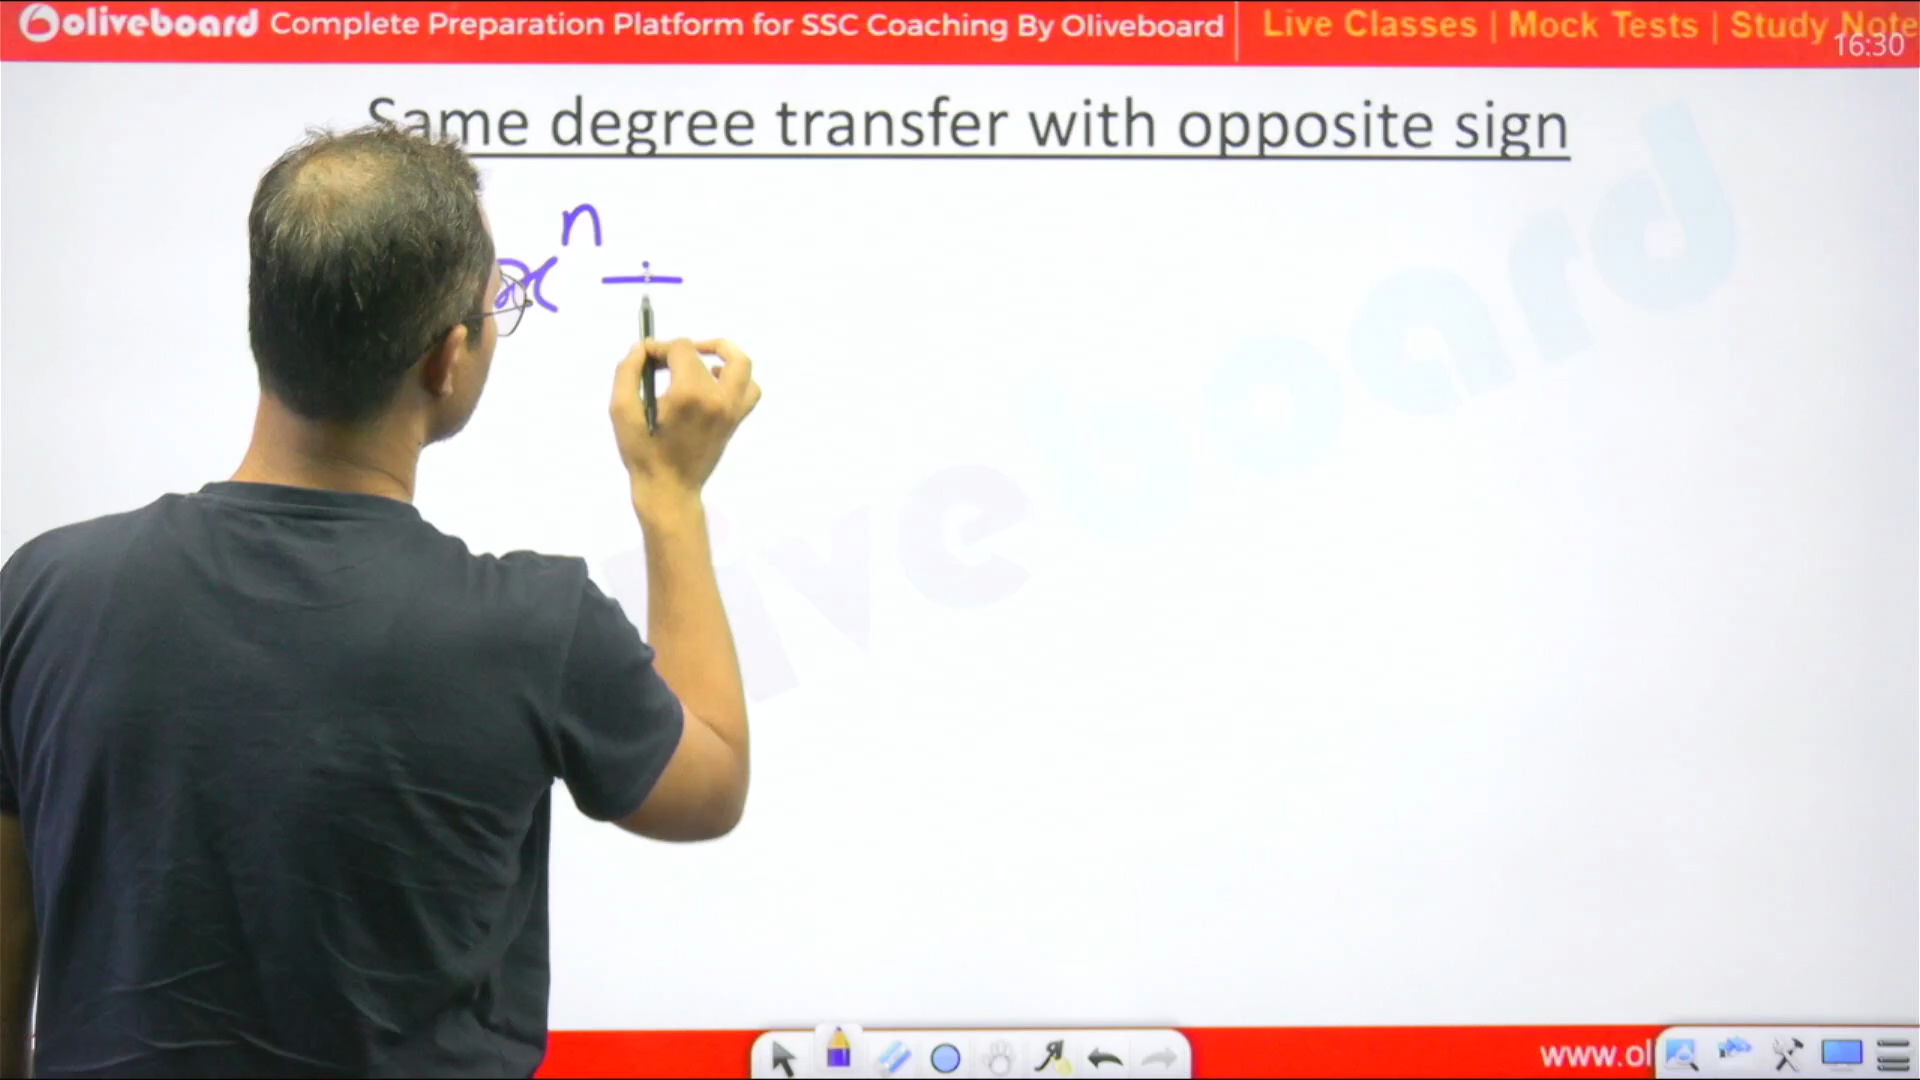 oliveboard Complete Preparation Platform for SSC Coaching By Oliveboard | Live Classes | Mock Tests | Study Note
16:30
Same degree transfer with opposite sign
x^n ÷
oliveboard
www.ol